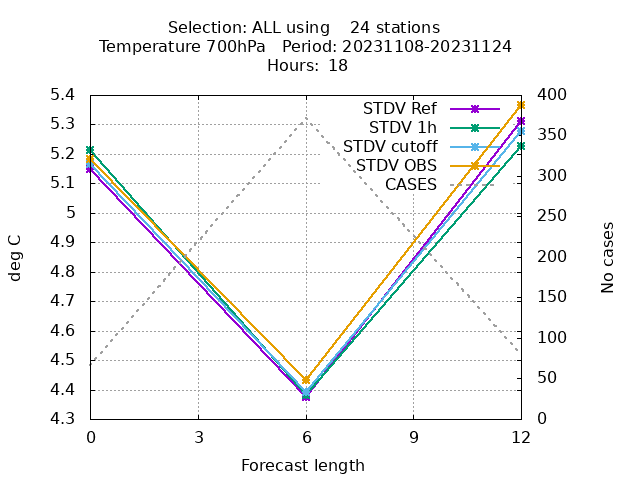 Selection: ALL using    24 stations
Temperature 700hPa   Period: 20231108-20231124
Hours:  18
STDV Ref
STDV 1h
STDV cutoff
STDV OBS
CASES
5.4
5.3
5.2
5.1
5
4.9
4.8
4.7
4.6
4.5
4.4
4.3
deg C
400
350
300
250
200
150
100
50
0
No cases
0 3 6 9 12
Forecast length